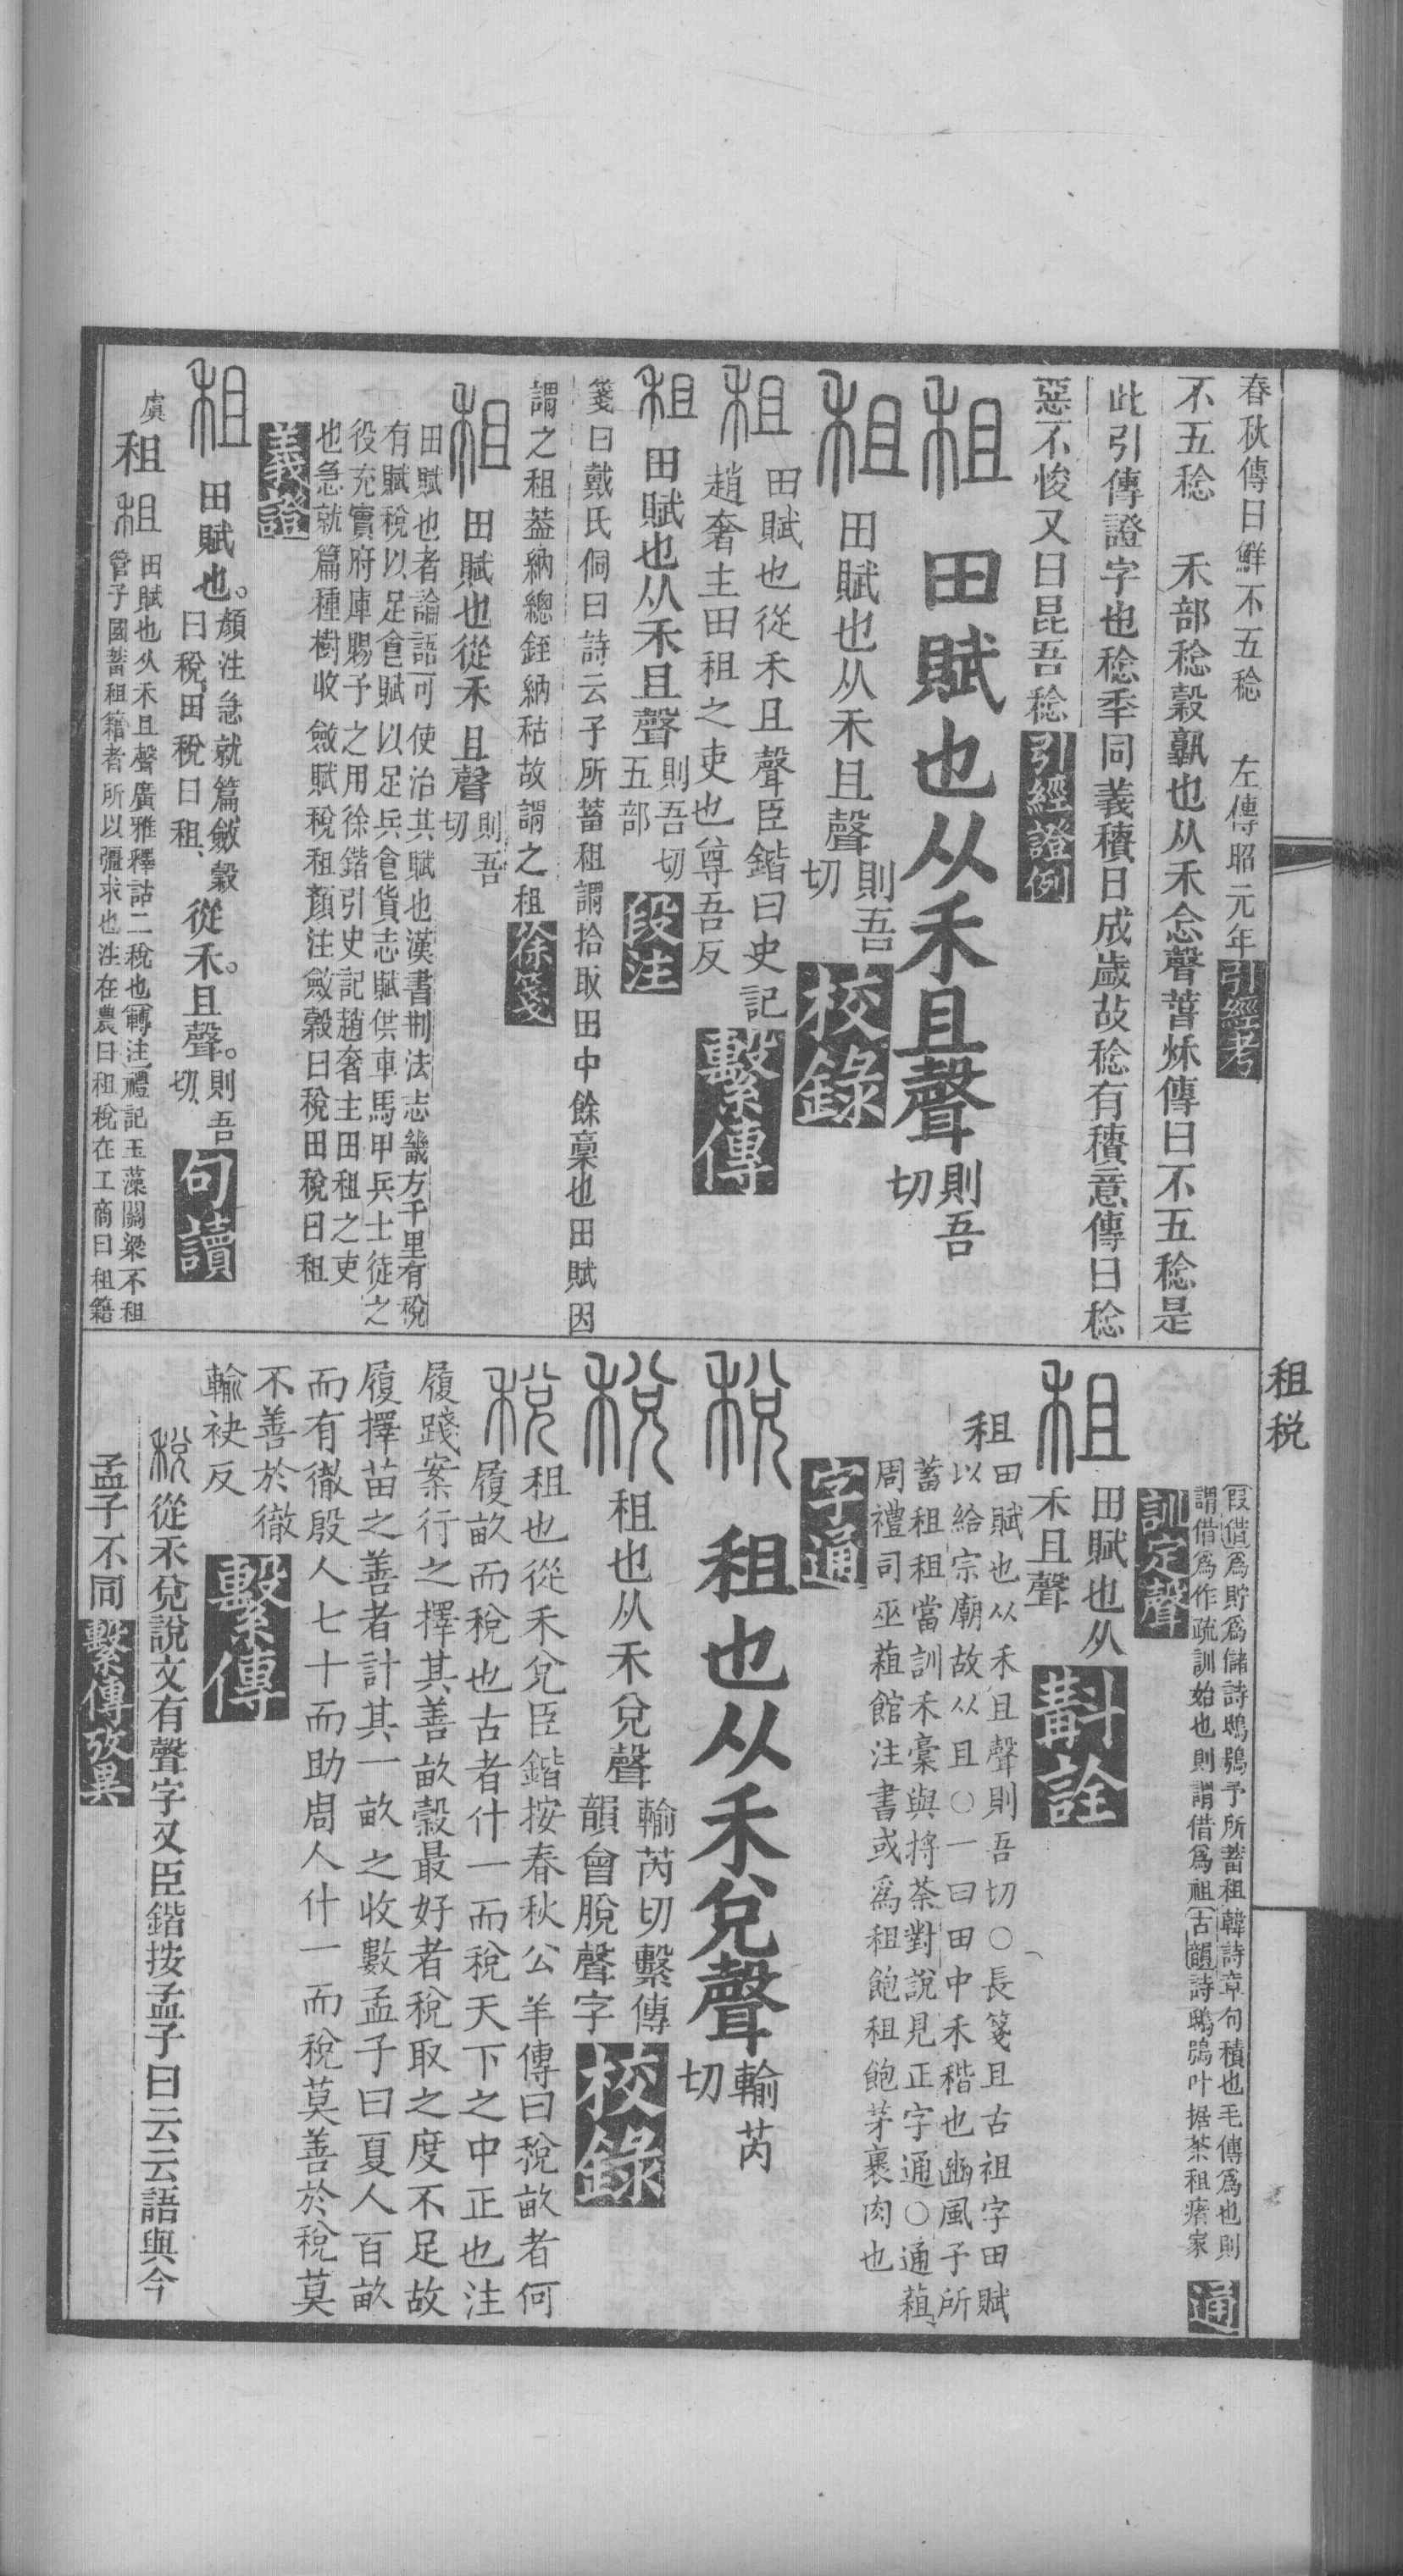 春秋傳曰鮮不五稔　左傳昭元年引經考
不五稔　禾部稔穀孰也从禾念聲春秋傳曰不五稔是
此引傳證字也稔季同義積日成歲故稔有積意傳曰稔
惡不悛又曰昆吾稔引經證例
租　田賦也从禾且聲則吾
切
租　田賦也从禾且聲則吾
切校錄
租　田賦也從禾且聲臣鍇曰史記
趙奢主田租之吏也尊吾反繫傳
租　田賦也从禾且聲則吾切
五部段注
箋曰戴氏侗曰詩云予所蓄租謂拾取田中餘稾也田賦因
謂之租葢納總銍納秸故謂之租徐箋
租　田賦也從禾且聲則吾
切
田賦也者論語可使治其賦也漢書刑法志畿方千里有稅
有賦稅以足食賦以足兵食貨志賦供車馬甲兵士徒之
役充實府庫賜予之用徐鍇引史記趙奢主田租之吏
也急就篇種樹收斂賦稅租顏注斂穀曰稅田稅曰租
義證
租　田賦也。顏注急就篇斂穀
曰稅、田稅曰租、從禾。且聲。則吾
切、句讀
虞
租　租　田賦也从禾且聲廣雅釋詁二稅也轉注禮記玉藻關梁不租
管子國蓄租籍者所以彊求也注在農曰租稅在工商曰租籍
租税
叚借爲貯爲儲詩鴟鴞予所蓄租韓詩章句積也毛傳爲也則
謂借爲作疏訓始也則謂借爲祖古韻詩鴟鴞叶据荼租瘏家　通
訓定聲
租　田賦也从
禾且聲斠詮
租　田賦也从禾且聲則吾切○長箋且古祖字田賦
以給宗廟故从且○一曰田中禾稭也豳風予所
蓄租租當訓禾稾與捋荼對說見正字通○通蒩
周禮司巫蒩館注書或爲租飽租飽茅裹肉也
字通
稅　租也从禾兌聲輸芮
切
稅　租也从禾兌聲輸芮切繫傳
韻會脫聲字校錄
稅　租也從禾兌臣鍇按春秋公羊傳曰稅畝者何
履畝而稅也古者什一而稅天下之中正也注
履踐案行之擇其善畝穀最好者稅取之度不足故
履擇苗之善者計其一畝之收數孟子曰夏人百畝
而有徹殷人七十而助周人什一而稅莫善於稅莫
不善於徹
輸袂反繫傳
稅　從禾兌說文有聲字又臣鍇按孟子曰云云語與今
孟子不同繫傳攷異